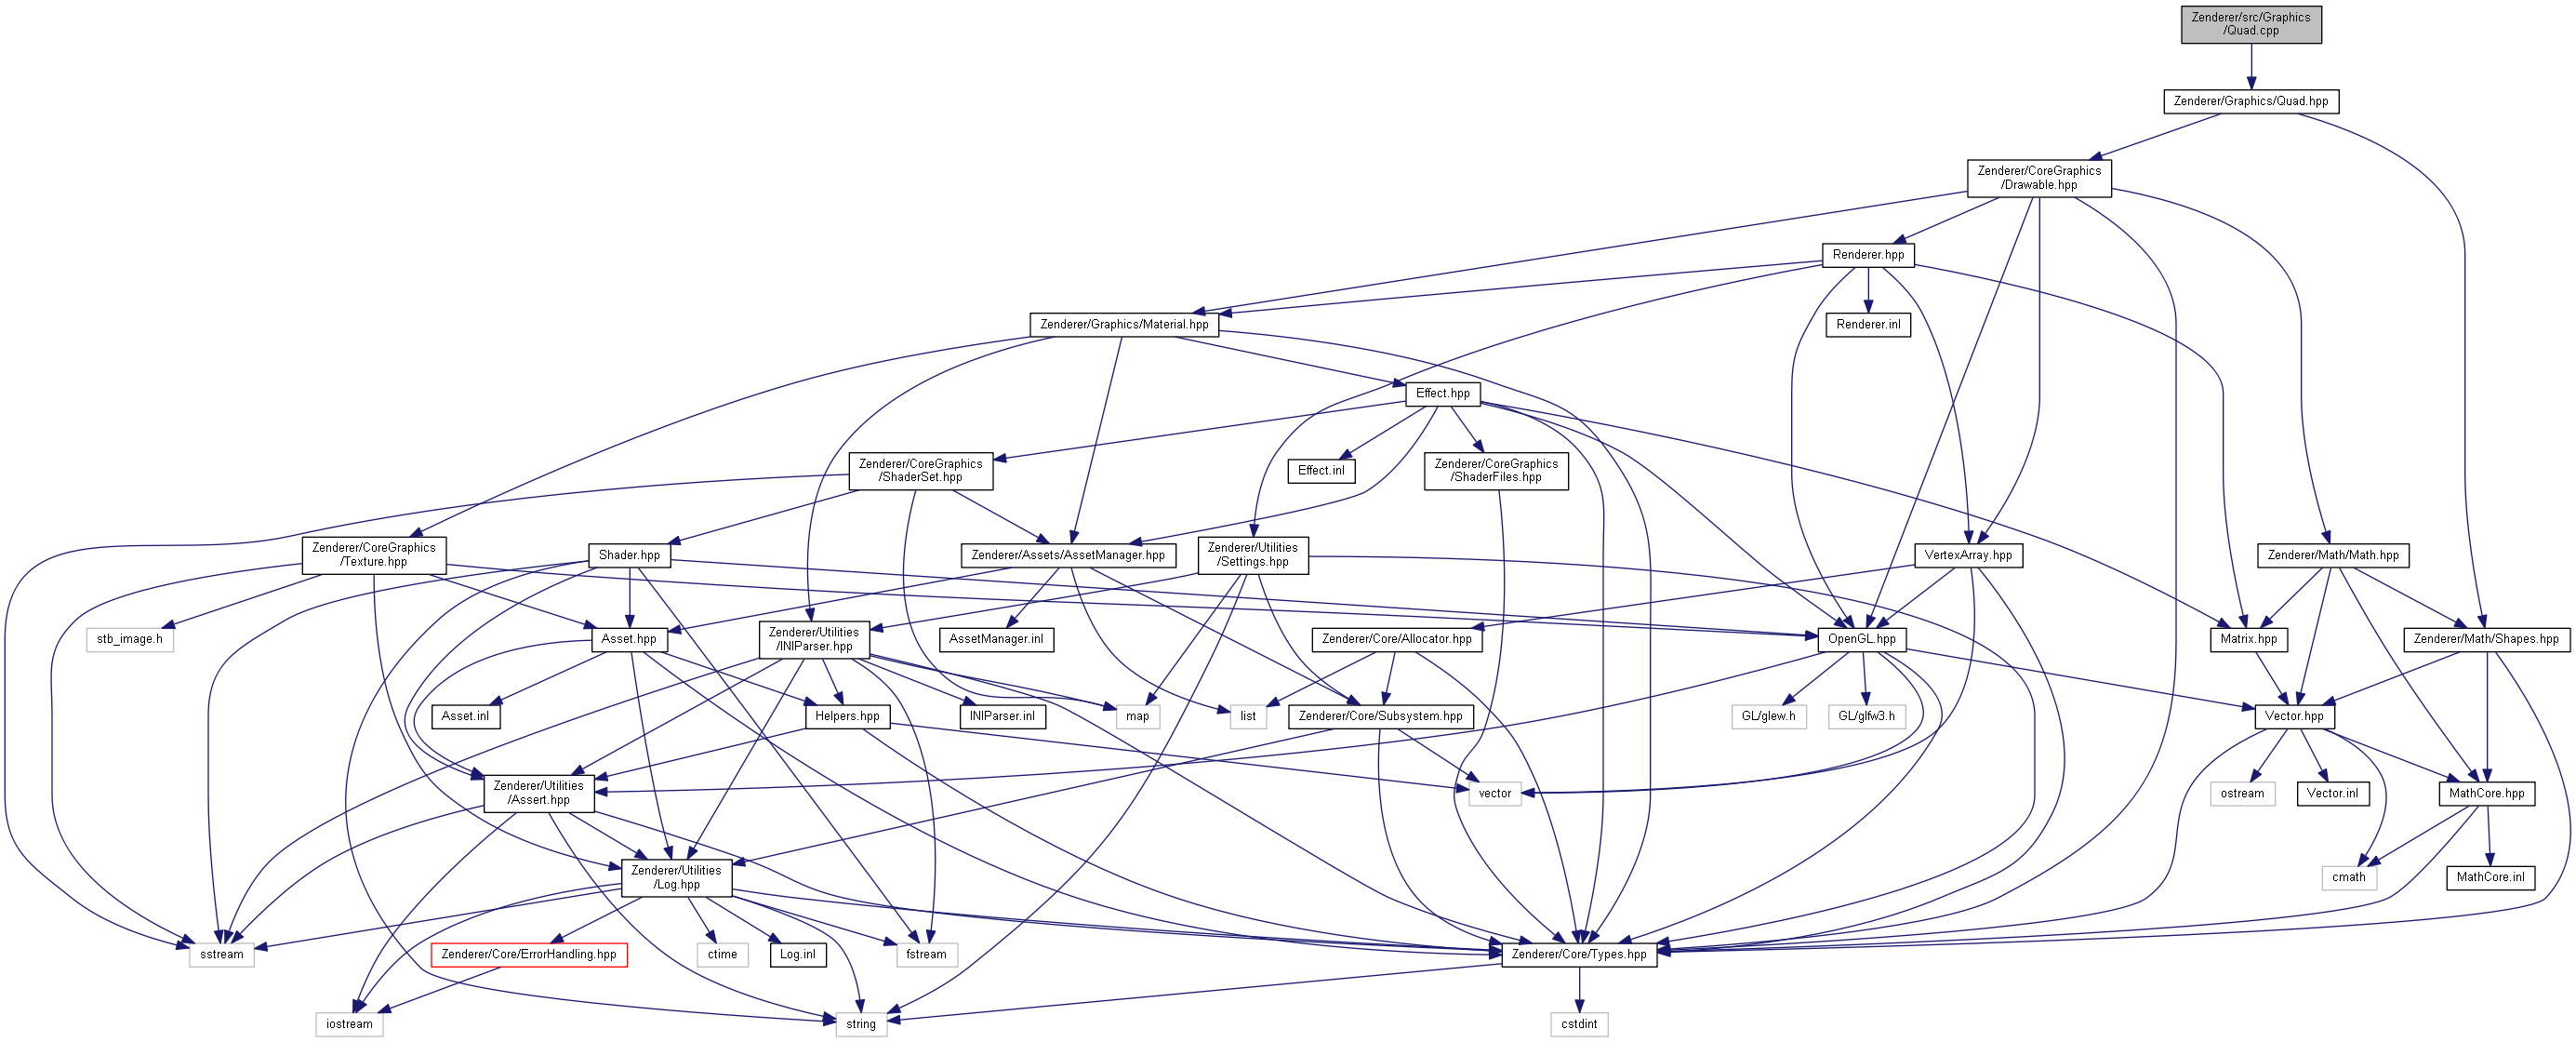 Zenderer/src/Graphics
/Quad.cpp
Zenderer/Graphics/Quad.hpp
Zenderer/CoreGraphics
/Drawable.hpp
Renderer.hpp
Zenderer/Graphics/Material.hpp
Renderer.inl
Effect.hpp
Zenderer/CoreGraphics
/ShaderSet.hpp
Effect.inl
Zenderer/CoreGraphics
/ShaderFiles.hpp
Zenderer/CoreGraphics
/Texture.hpp
Shader.hpp
Zenderer/Assets/AssetManager.hpp
Zenderer/Utilities
/Settings.hpp
VertexArray.hpp
Zenderer/Math/Math.hpp
stb_image.h
Asset.hpp
Zenderer/Utilities
/INIParser.hpp
AssetManager.inl
Zenderer/Core/Allocator.hpp
OpenGL.hpp
Matrix.hpp
Zenderer/Math/Shapes.hpp
Asset.inl
Helpers.hpp
INIParser.inl
map
list
Zenderer/Core/Subsystem.hpp
GL/glew.h
GL/glfw3.h
Vector.hpp
Zenderer/Utilities
/Assert.hpp
vector
ostream
Vector.inl
MathCore.hpp
Zenderer/Utilities
/Log.hpp
cmath
MathCore.inl
sstream
Zenderer/Core/ErrorHandling.hpp
ctime
Log.inl
fstream
Zenderer/Core/Types.hpp
iostream
string
cstdint